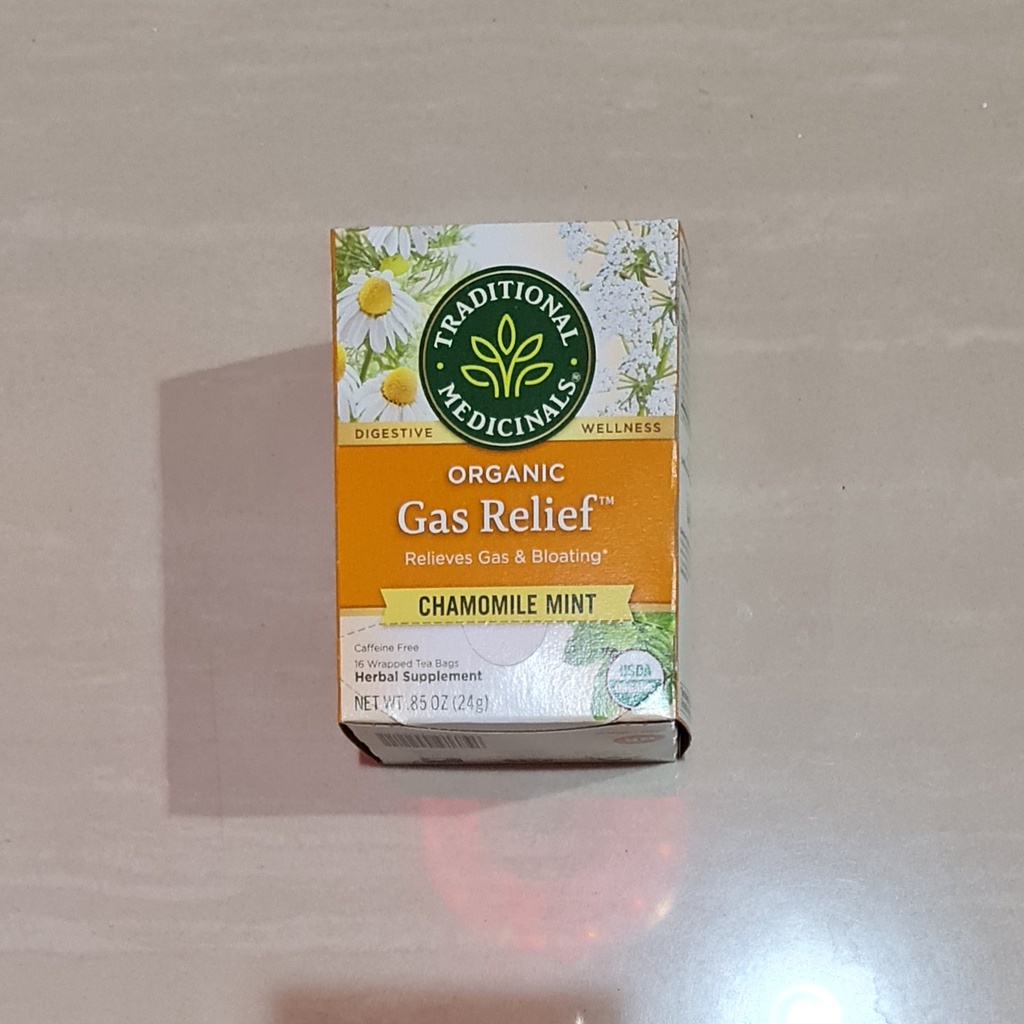 TRADITIONAL
MEDICINALS®
DIGESTIVE
WELLNESS
ORGANIC
Gas Relief™
Relieves Gas & Bloating*
CHAMOMILE MINT
Caffeine Free
16 Wrapped Tea Bags
Herbal Supplement
NET WT .85 OZ (24g)
USDA
ORGANIC